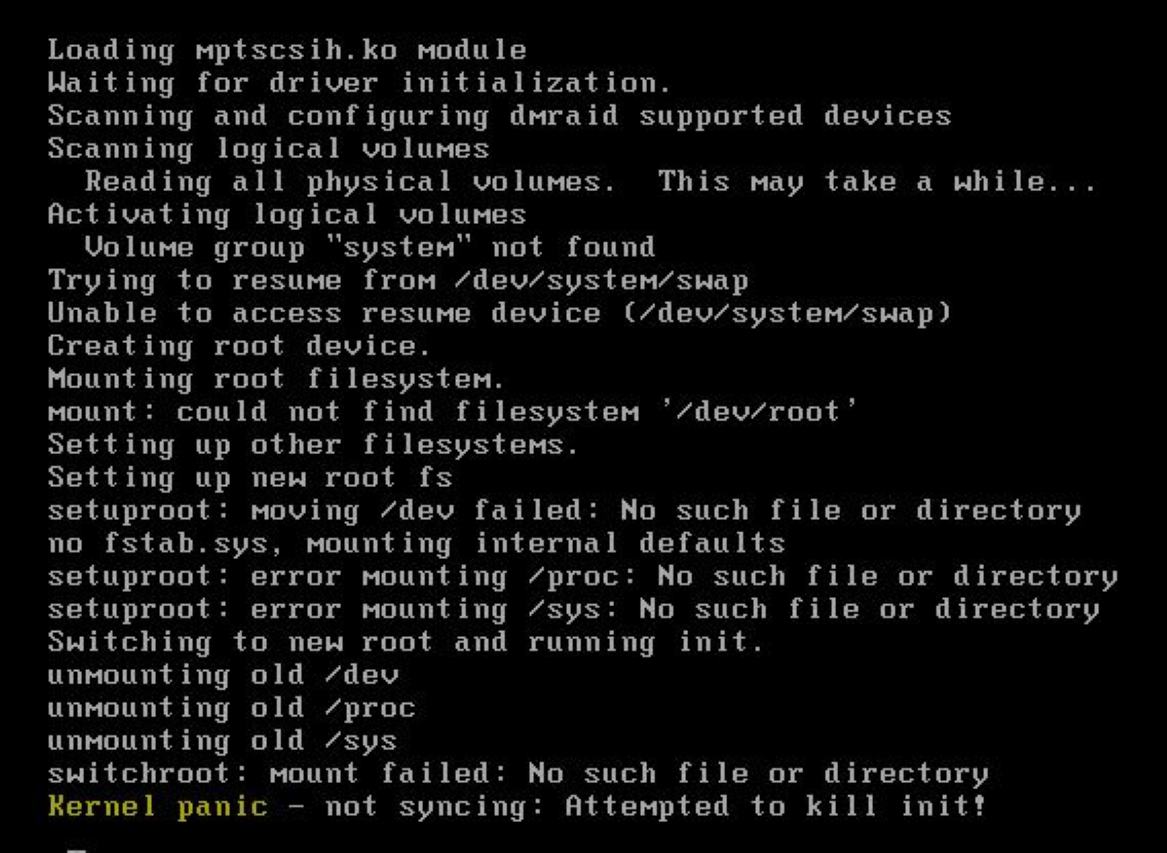 Loading mptscsih.ko module
Waiting for driver initialization.
Scanning and configuring dmraid supported devices
Scanning logical volumes
  Reading all physical volumes.  This may take a while...
Activating logical volumes
  Volume group "system" not found
Trying to resume from /dev/system/swap
Unable to access resume device (/dev/system/swap)
Creating root device.
Mounting root filesystem.
mount: could not find filesystem '/dev/root'
Setting up other filesystems.
Setting up new root fs
setuproot: moving /dev failed: No such file or directory
no fstab.sys, mounting internal defaults
setuproot: error mounting /proc: No such file or directory
setuproot: error mounting /sys: No such file or directory
Switching to new root and running init.
unmounting old /dev
unmounting old /proc
unmounting old /sys
switchroot: mount failed: No such file or directory
Kernel panic - not syncing: Attempted to kill init!